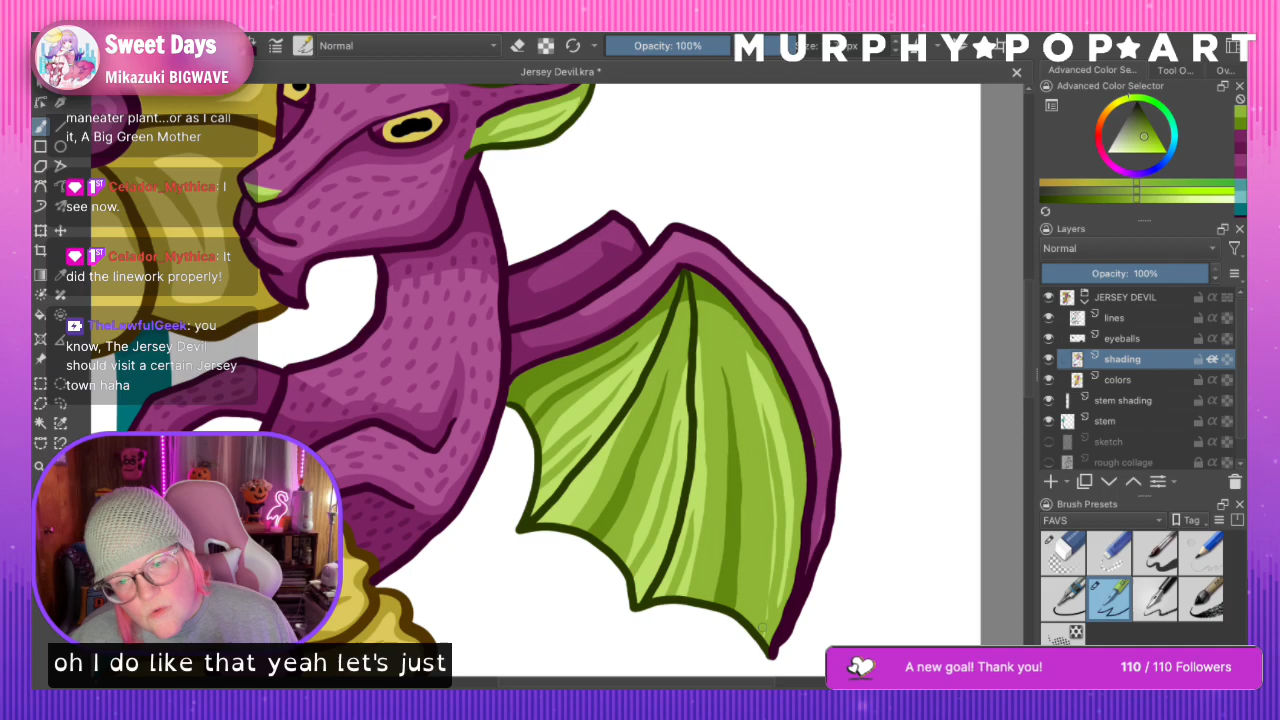 Sweet Days
Mikazuki BIGWAVE
Normal
Opacity: 100%
MURPHY★POP★ART
Jersey Devil.kra *
Advanced Color Se...
Tool O...
Ov...
Advanced Color Selector
maneater plant...or as I call
it, A Big Green Mother
1ST Celador_Mythica: I
see now.
1ST Celador_Mythica: It
did the linework properly!
TheLawfulGeek: you
know, The Jersey Devil
should visit a certain Jersey
town haha
Layers
Normal
Opacity: 100%
JERSEY DEVIL
lines
eyeballs
shading
colors
stem shading
stem
sketch
rough collage
Brush Presets
FAVS
Tag
oh I do like that yeah let's just
A new goal! Thank you!
110 / 110 Followers